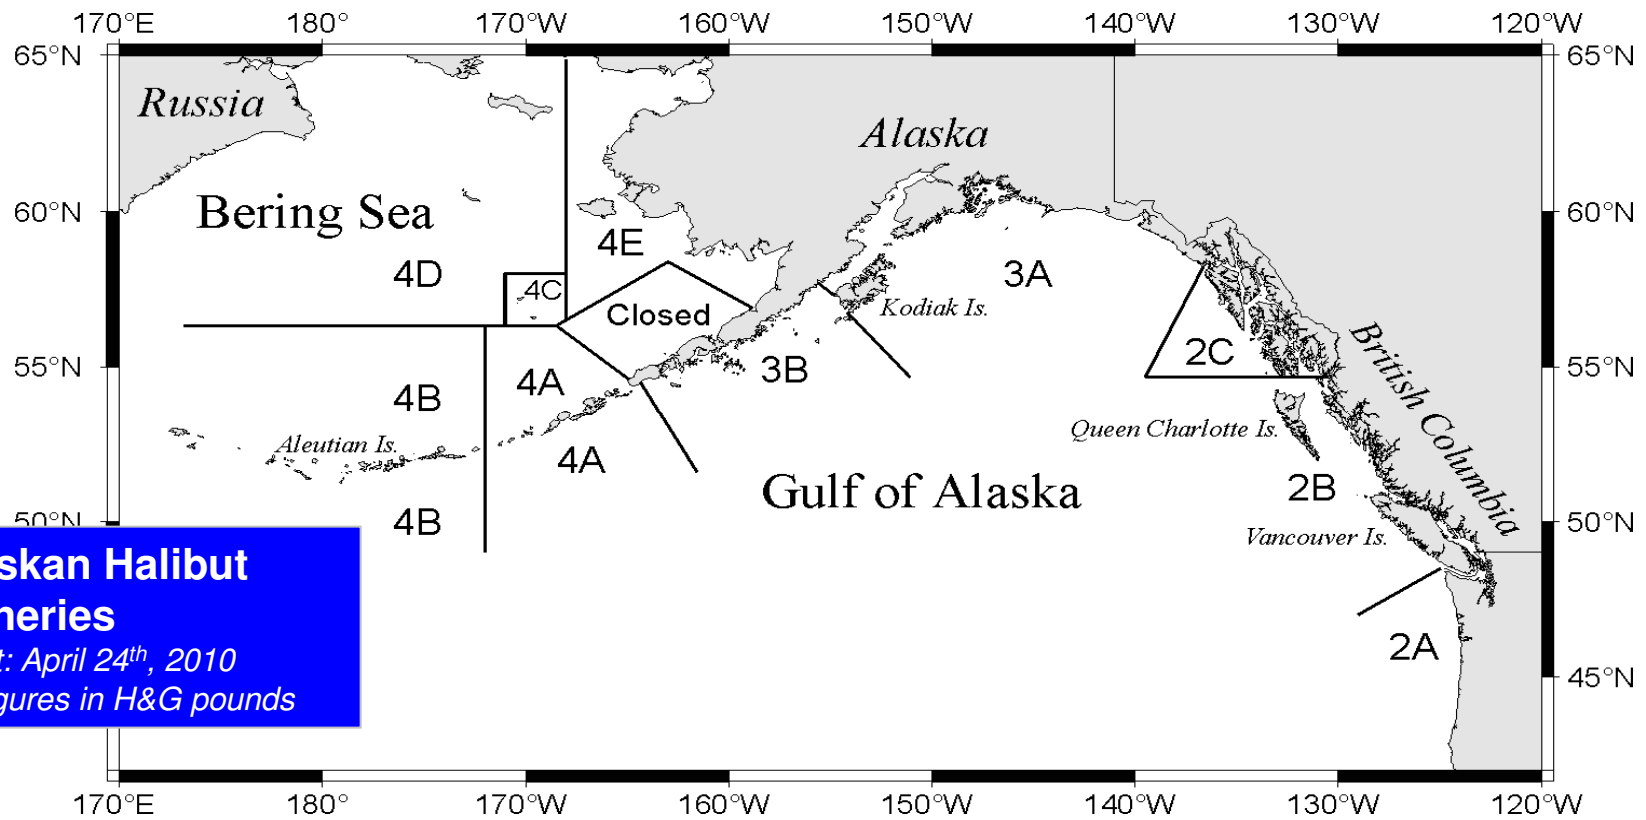 170°E 180° 170°W 160°W 150°W 140°W 130°W 120°W
65°N 65°N
Russia
Alaska
Bering Sea
60°N 60°N
4E
4D
4C
3A
Closed
Kodiak Is.
British Columbia
2C
3B
55°N 55°N
4A
4B
Queen Charlotte Is.
Aleutian Is.
4A
Gulf of Alaska
2B
4B
50°N 50°N
Vancouver Is.
skan Halibut
neries
t: April 24th, 2010
gures in H&G pounds
2A
45°N
170°E 180° 170°W 160°W 150°W 140°W 130°W 120°W